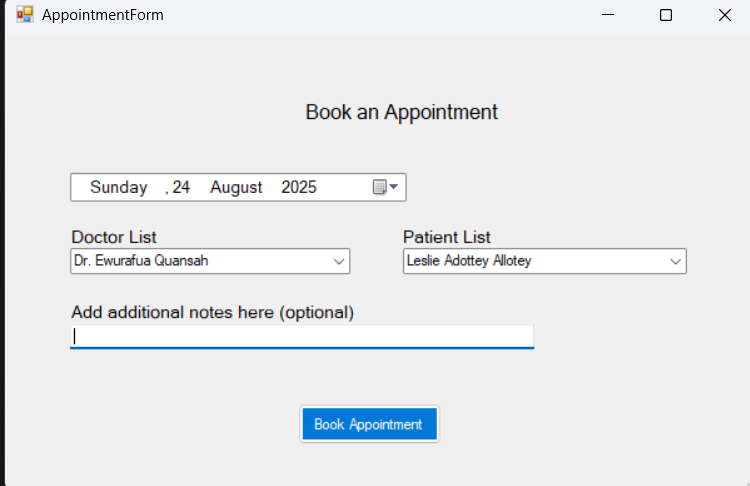 AppointmentForm
Book an Appointment
Sunday , 24 August 2025
Doctor List
Patient List
Dr. Ewurafua Quansah
Leslie Adottey Allotey
Add additional notes here (optional)
Book Appointment